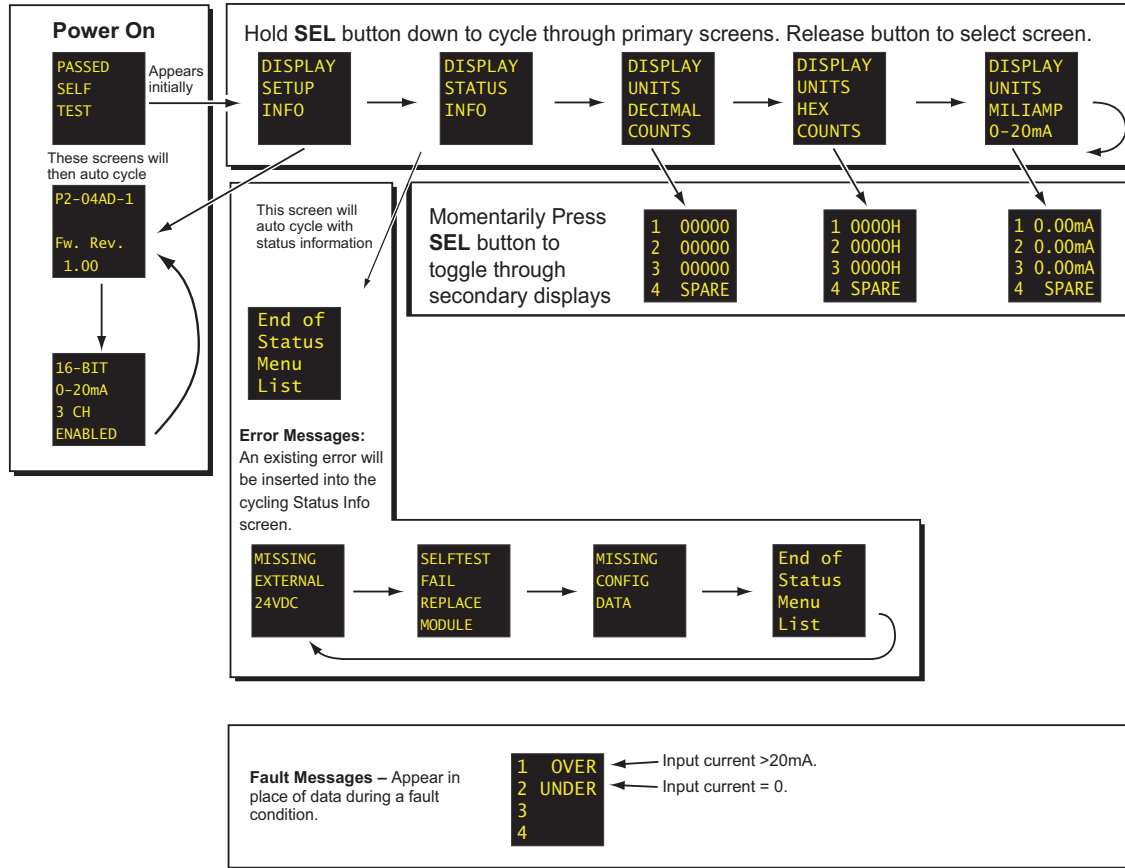 Power On
PASSED
SELF
TEST
Appears
initially
These screens will
then auto cycle
P2-04AD-1
Fw. Rev.
1.00
16-BIT
0-20mA
3 CH
ENABLED
Hold SEL button down to cycle through primary screens. Release button to select screen.
DISPLAY
SETUP
INFO
DISPLAY
STATUS
INFO
DISPLAY
UNITS
DECIMAL
COUNTS
DISPLAY
UNITS
HEX
COUNTS
DISPLAY
UNITS
MILIAMP
0-20mA
This screen will
auto cycle with
status information
End of
Status
Menu
List
Momentarily Press
SEL button to
toggle through
secondary displays
1 00000
2 00000
3 00000
4 SPARE
1 0000H
2 0000H
3 0000H
4 SPARE
1 0.00mA
2 0.00mA
3 0.00mA
4 SPARE
Error Messages:
An existing error will
be inserted into the
cycling Status Info
screen.
MISSING
EXTERNAL
24VDC
SELFTEST
FAIL
REPLACE
MODULE
MISSING
CONFIG
DATA
End of
Status
Menu
List
Fault Messages – Appear in
place of data during a fault
condition.
1 OVER
2 UNDER
3
4
Input current >20mA.
Input current = 0.